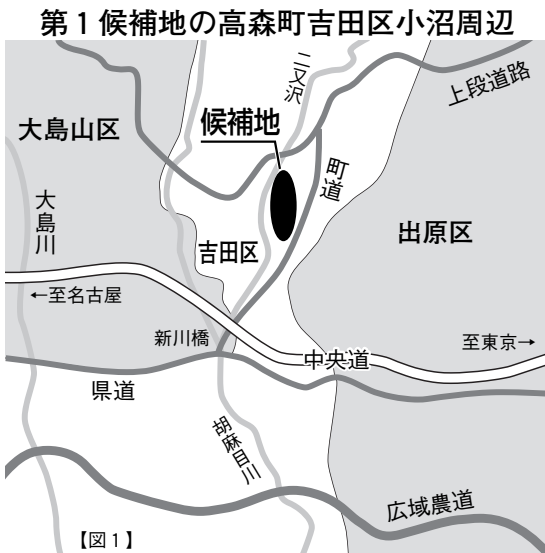 第1候補地の高森町吉田区小沼周辺
二又沢
上段道路
候補地
大島山区
町道
大島川
出原区
吉田区
←至名古屋
新川橋
至東京→
中央道
県道
胡麻目川
広域農道
【図1】